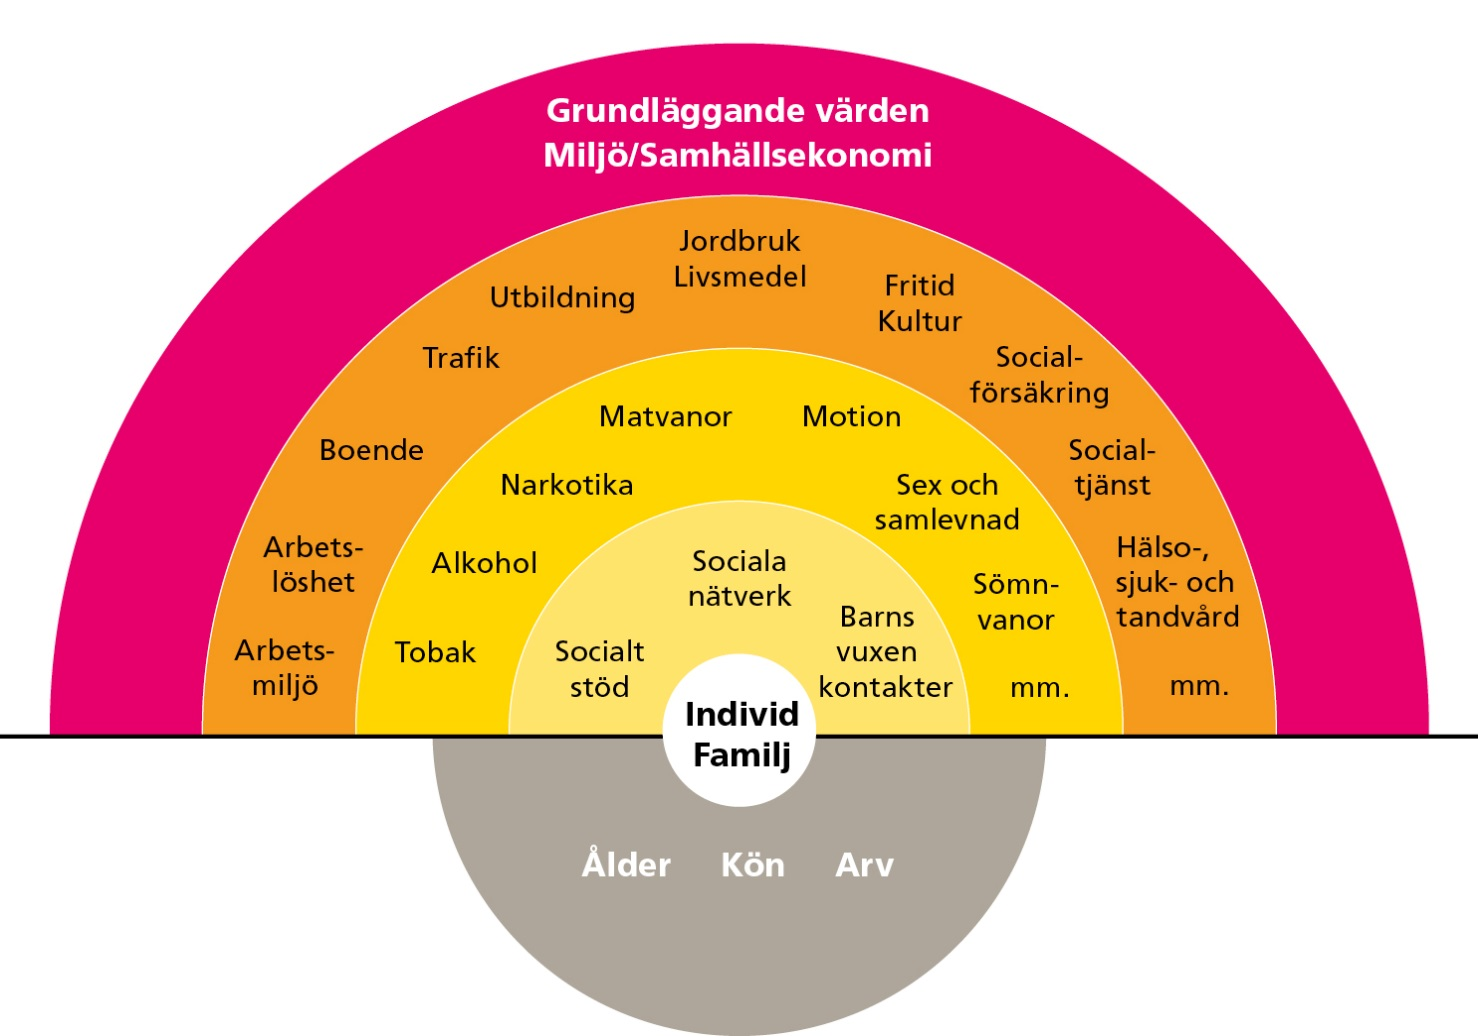 Grundläggande värden
Miljö/Samhällsekonomi
Jordbruk
Livsmedel
Utbildning
Fritid
Kultur
Trafik
Social-
försäkring
Boende
Social-
tjänst
Arbets-
löshet
Hälso-,
sjuk- och
tandvård
Arbets-
miljö
mm.
Matvanor
Motion
Narkotika
Sex och
samlevnad
Alkohol
Sömn-
vanor
Tobak
mm.
Sociala
nätverk
Socialt
stöd
Barns
vuxen
kontakter
Individ
Familj
Ålder Kön Arv